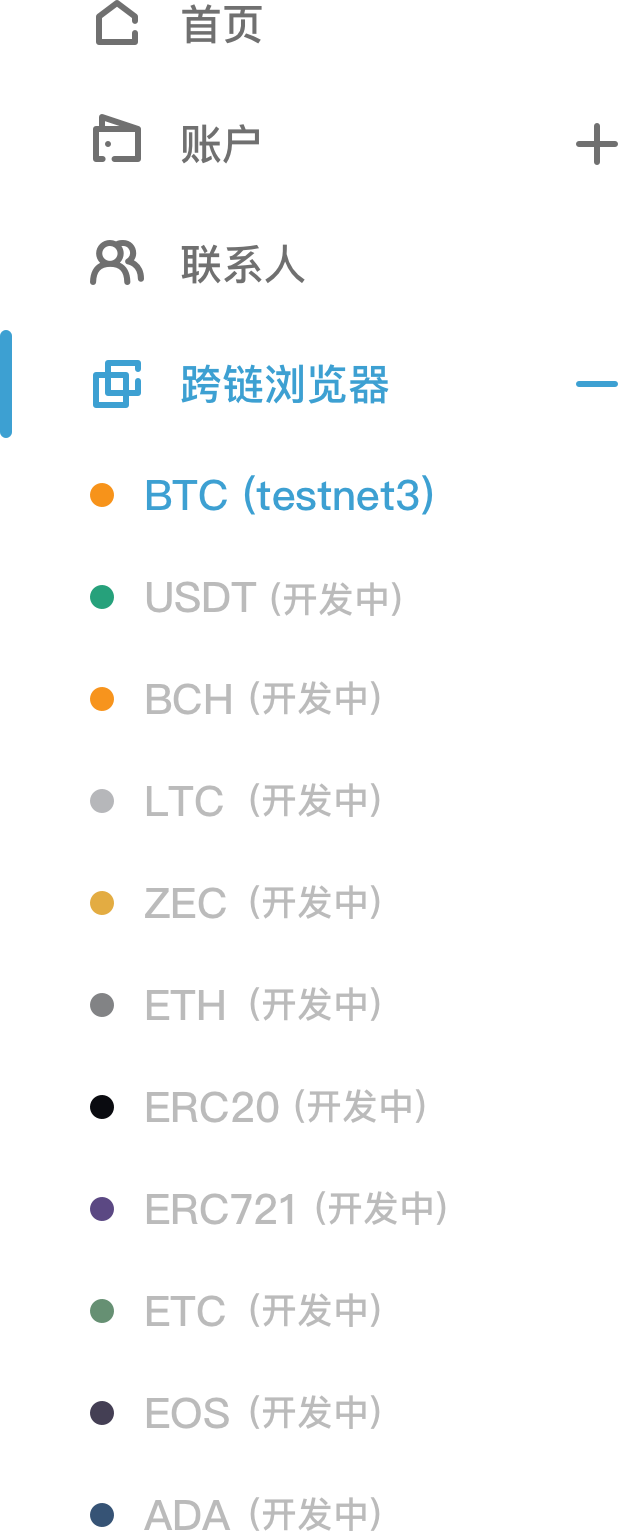 首页
账户
联系人
跨链浏览器
BTC (testnet3)
USDT (开发中)
BCH (开发中)
LTC (开发中)
ZEC (开发中)
ETH (开发中)
ERC20 (开发中)
ERC721 (开发中)
ETC (开发中)
EOS (开发中)
ADA (开发中)